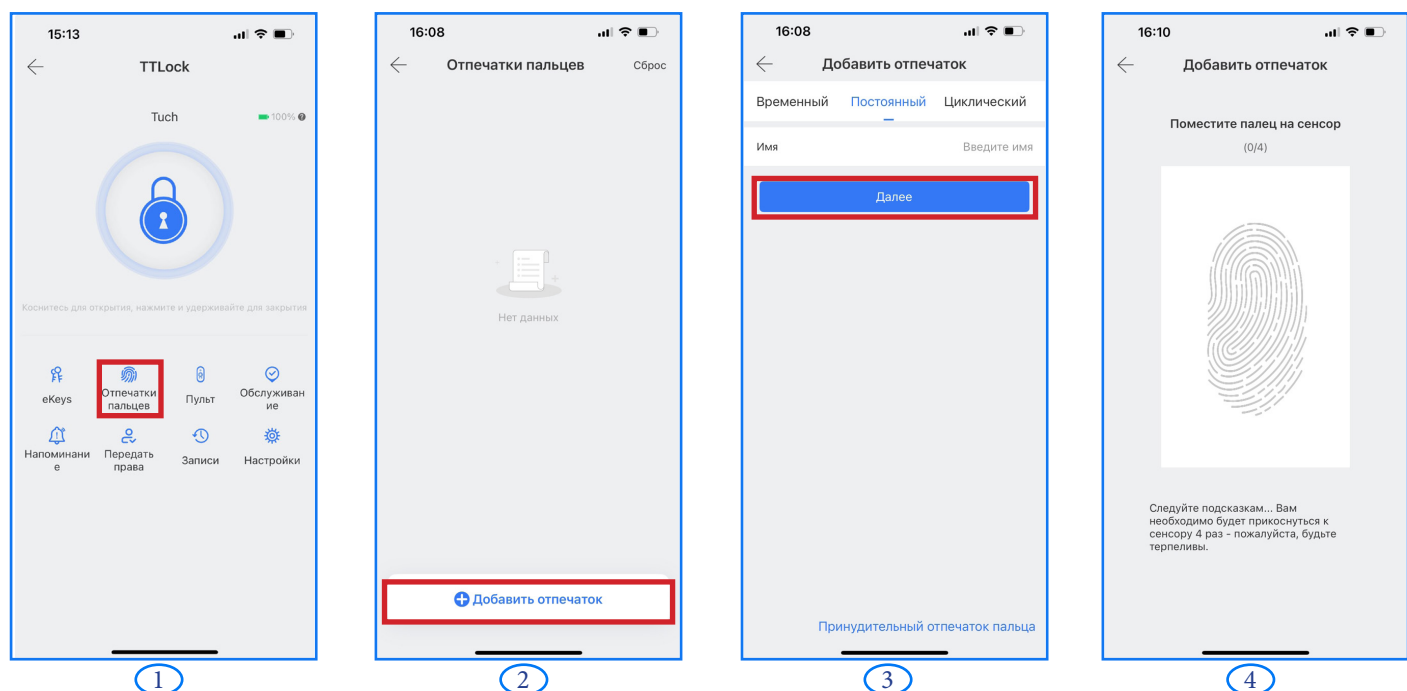 15:13
TTLock
Tuch
100%
Коснитесь для открытия, нажмите и удерживайте для закрытия
eKeys
Отпечатки
пальцев
Пульт
Обслуживан
ие
Напоминани
е
Передать
права
Записи
Настройки
1
16:08
Отпечатки пальцев
Сброс
Нет данных
Добавить отпечаток
2
16:08
Добавить отпечаток
Временный
Постоянный
Циклический
Имя
Введите имя
Далее
Принудительный отпечаток пальца
3
16:10
Добавить отпечаток
Поместите палец на сенсор
(0/4)
Следуйте подсказкам... Вам
необходимо будет прикоснуться к
сенсору 4 раз - пожалуйста, будьте
терпеливы.
4